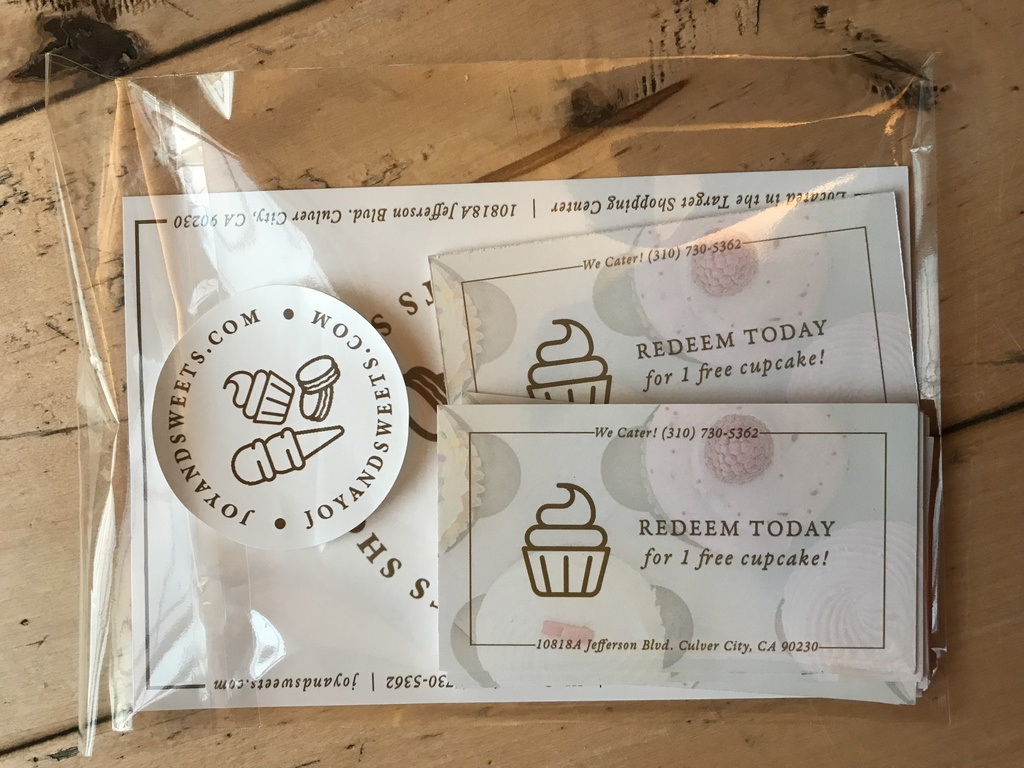 Located in the Target Shopping Center | 10818A Jefferson Blvd. Culver City, CA 90230
We Cater! (310) 730-5362
REDEEM TODAY
for 1 free cupcake!
JOYANDSWEETS.COM • JOYANDSWEETS.COM •
We Cater! (310) 730-5362
REDEEM TODAY
for 1 free cupcake!
10818A Jefferson Blvd. Culver City, CA 90230
730-5362 | joyandsweets.com